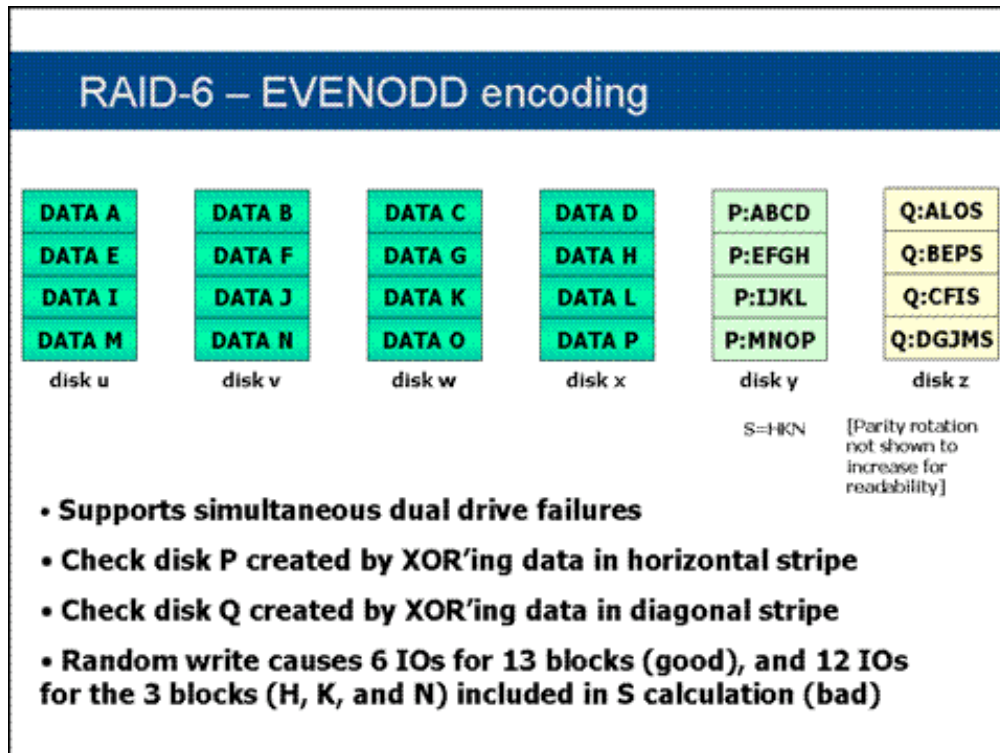 RAID-6 – EVENODD encoding
DATA A DATA B DATA C DATA D P:ABCD Q:ALOS
DATA E DATA F DATA G DATA H P:EFGH Q:BEPS
DATA I DATA J DATA K DATA L P:IJKL Q:CFIS
DATA M DATA N DATA O DATA P P:MNOP Q:DGJMS
disk u disk v disk w disk x disk y disk z
S=HKN [Parity rotation
not shown to
increase for
readability]
• Supports simultaneous dual drive failures
• Check disk P created by XOR'ing data in horizontal stripe
• Check disk Q created by XOR'ing data in diagonal stripe
• Random write causes 6 IOs for 13 blocks (good), and 12 IOs
for the 3 blocks (H, K, and N) included in S calculation (bad)